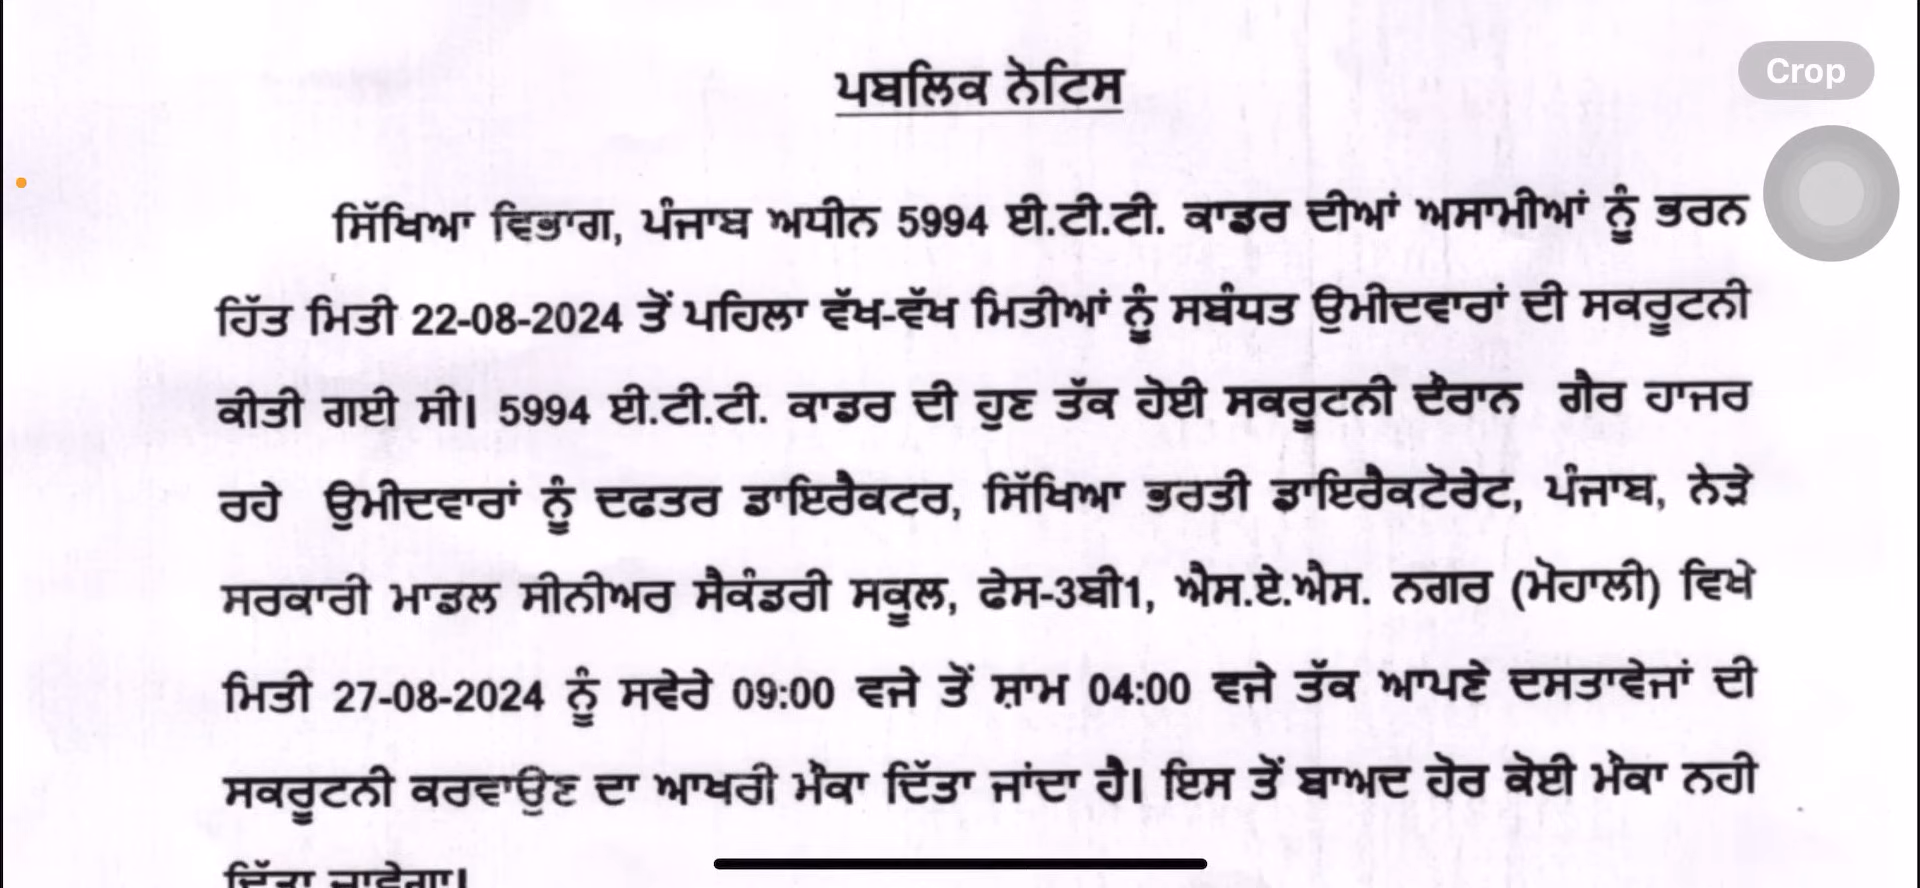 Crop
ਪਬਲਿਕ ਨੋਟਿਸ
ਸਿੱਖਿਆ ਵਿਭਾਗ, ਪੰਜਾਬ ਅਧੀਨ 5994 ਈ.ਟੀ.ਟੀ. ਕਾਡਰ ਦੀਆਂ ਅਸਾਮੀਆਂ ਨੂੰ ਭਰਨ
ਹਿੱਤ ਮਿਤੀ 22-08-2024 ਤੋਂ ਪਹਿਲਾ ਵੱਖ-ਵੱਖ ਮਿਤੀਆਂ ਨੂੰ ਸਬੰਧਤ ਉਮੀਦਵਾਰਾਂ ਦੀ ਸਕਰੂਟਨੀ
ਕੀਤੀ ਗਈ ਸੀ। 5994 ਈ.ਟੀ.ਟੀ. ਕਾਡਰ ਦੀ ਹੁਣ ਤੱਕ ਹੋਈ ਸਕਰੂਟਨੀ ਦੌਰਾਨ ਗੈਰ ਹਾਜਰ
ਰਹੇ ਉਮੀਦਵਾਰਾਂ ਨੂੰ ਦਫਤਰ ਡਾਇਰੈਕਟਰ, ਸਿੱਖਿਆ ਭਰਤੀ ਡਾਇਰੈਕਟੋਰੇਟ, ਪੰਜਾਬ, ਨੇੜੇ
ਸਰਕਾਰੀ ਮਾਡਲ ਸੀਨੀਅਰ ਸੈਕੰਡਰੀ ਸਕੂਲ, ਫੇਸ-3ਬੀ1, ਐਸ.ਏ.ਐਸ. ਨਗਰ (ਮੋਹਾਲੀ) ਵਿਖੇ
ਮਿਤੀ 27-08-2024 ਨੂੰ ਸਵੇਰੇ 09:00 ਵਜੇ ਤੋਂ ਸ਼ਾਮ 04:00 ਵਜੇ ਤੱਕ ਆਪਣੇ ਦਸਤਾਵੇਜਾਂ ਦੀ
ਸਕਰੂਟਨੀ ਕਰਵਾਉਣ ਦਾ ਆਖਰੀ ਮੌਕਾ ਦਿੱਤਾ ਜਾਂਦਾ ਹੈ। ਇਸ ਤੋਂ ਬਾਅਦ ਹੋਰ ਕੋਈ ਮੌਕਾ ਨਹੀ
ਦਿੱਤਾ ਜਾਵੇਗਾ।